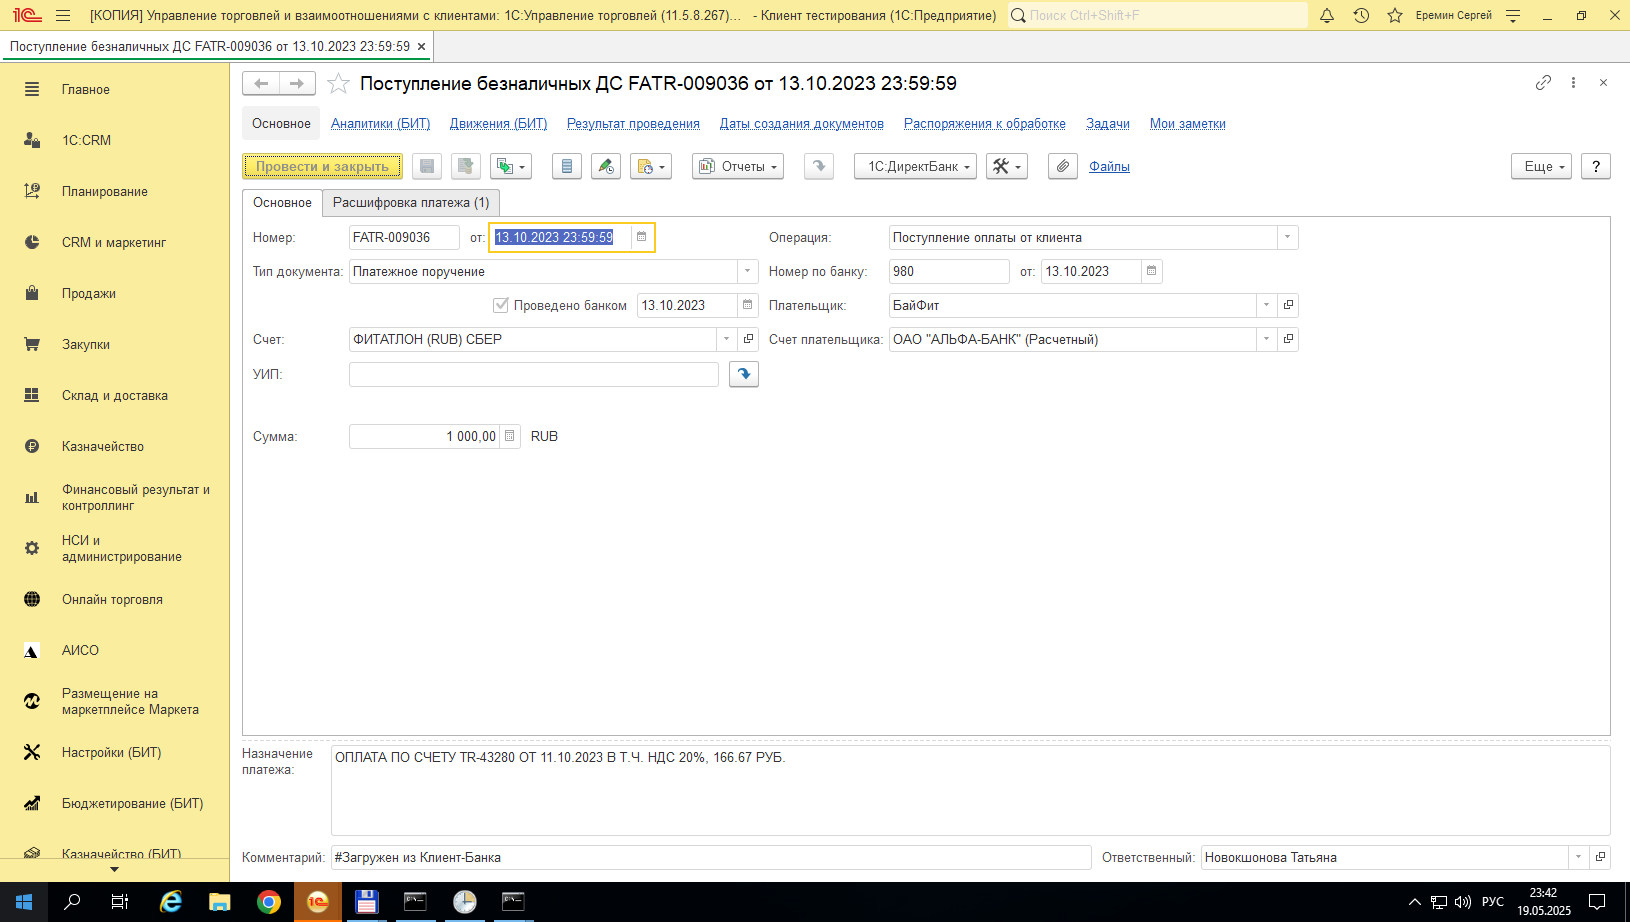 [КОПИЯ] Управление торговлей и взаимоотношениями с клиентами: 1С:Управление торговлей (11.5.8.267)... - Клиент тестирования (1С:Предприятие)
Поиск Ctrl+Shift+F
Еремин Сергей
Поступление безналичных ДС FATR-009036 от 13.10.2023 23:59:59 ×
Главное
1С:CRM
Планирование
CRM и маркетинг
Продажи
Закупки
Склад и доставка
Казначейство
Финансовый результат и
контроллинг
НСИ и
администрирование
Онлайн торговля
АИСО
Размещение на
маркетплейсе Маркета
Настройки (БИТ)
Бюджетирование (БИТ)
Казначейство (БИТ)
Поступление безналичных ДС FATR-009036 от 13.10.2023 23:59:59
Основное Аналитики (БИТ) Движения (БИТ) Результат проведения Даты создания документов Распоряжения к обработке Задачи Мои заметки
Провести и закрыть Отчеты 1С:ДиректБанк Файлы Еще ?
Основное Расшифровка платежа (1)
Номер: FATR-009036 от: 13.10.2023 23:59:59 Операция: Поступление оплаты от клиента
Тип документа: Платежное поручение Номер по банку: 980 от: 13.10.2023
Проведено банком 13.10.2023 Плательщик: БайФит
Счет: ФИТАТЛОН (RUB) СБЕР Счет плательщика: ОАО "АЛЬФА-БАНК" (Расчетный)
УИП:
Сумма: 1 000,00 RUB
Назначение
платежа:
ОПЛАТА ПО СЧЕТУ TR-43280 ОТ 11.10.2023 В Т.Ч. НДС 20%, 166.67 РУБ.
Комментарий: #Загружен из Клиент-Банка Ответственный: Новокшонова Татьяна
РУС
23:42
19.05.2025